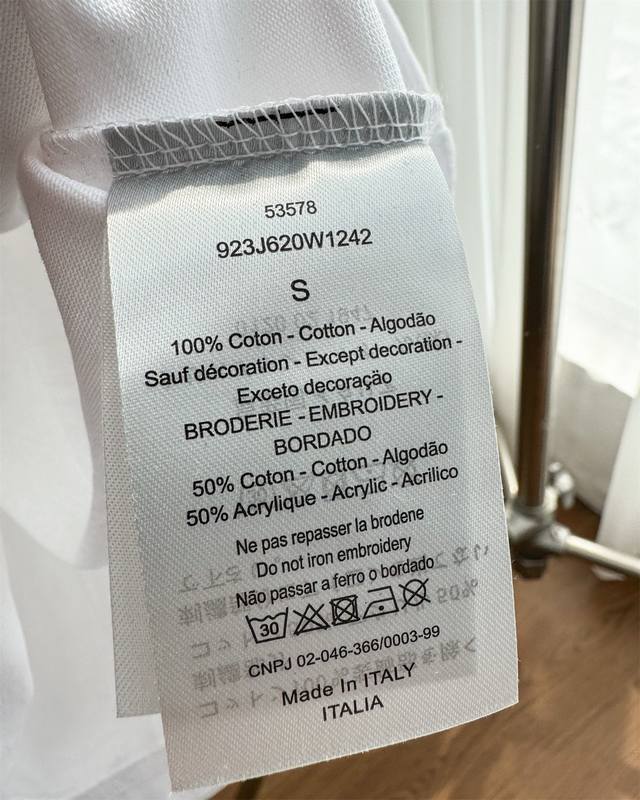 53578
923J620W1242
S
100% Coton - Cotton - Algodão
Sauf décoration - Except decoration -
Exceto decoração
BRODERIE - EMBROIDERY -
BORDADO
50% Coton - Cotton - Algodão
50% Acrylique - Acrylic - Acrilico
Ne pas repasser la brodene
Do not iron embroidery
Não passar a ferro o bordado
30
CNPJ 02-046-366/0003-99
Made In ITALY
ITALIA